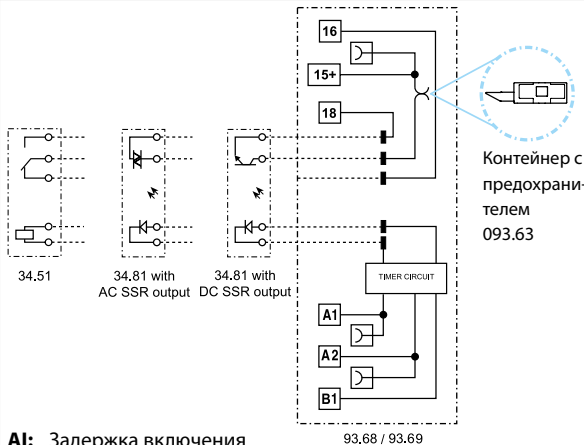 16
15+
18
Контейнер с
предохрани-
телем
093.63
34.51
34.81 with
AC SSR output
34.81 with
DC SSR output
TIMER CIRCUIT
A1
A2
B1
93.68 / 93.69
AI: Задержка включения